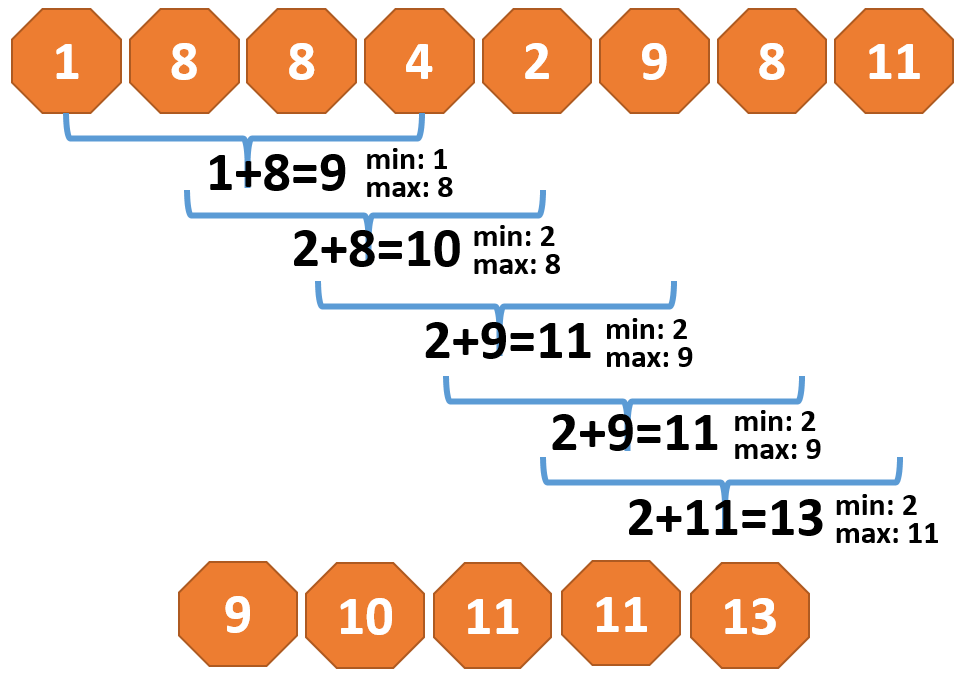 1 8 8 4 2 9 8 11
1+8=9 min: 1
max: 8
2+8=10 min: 2
max: 8
2+9=11 min: 2
max: 9
2+9=11 min: 2
max: 9
2+11=13 min: 2
max: 11
9 10 11 11 13